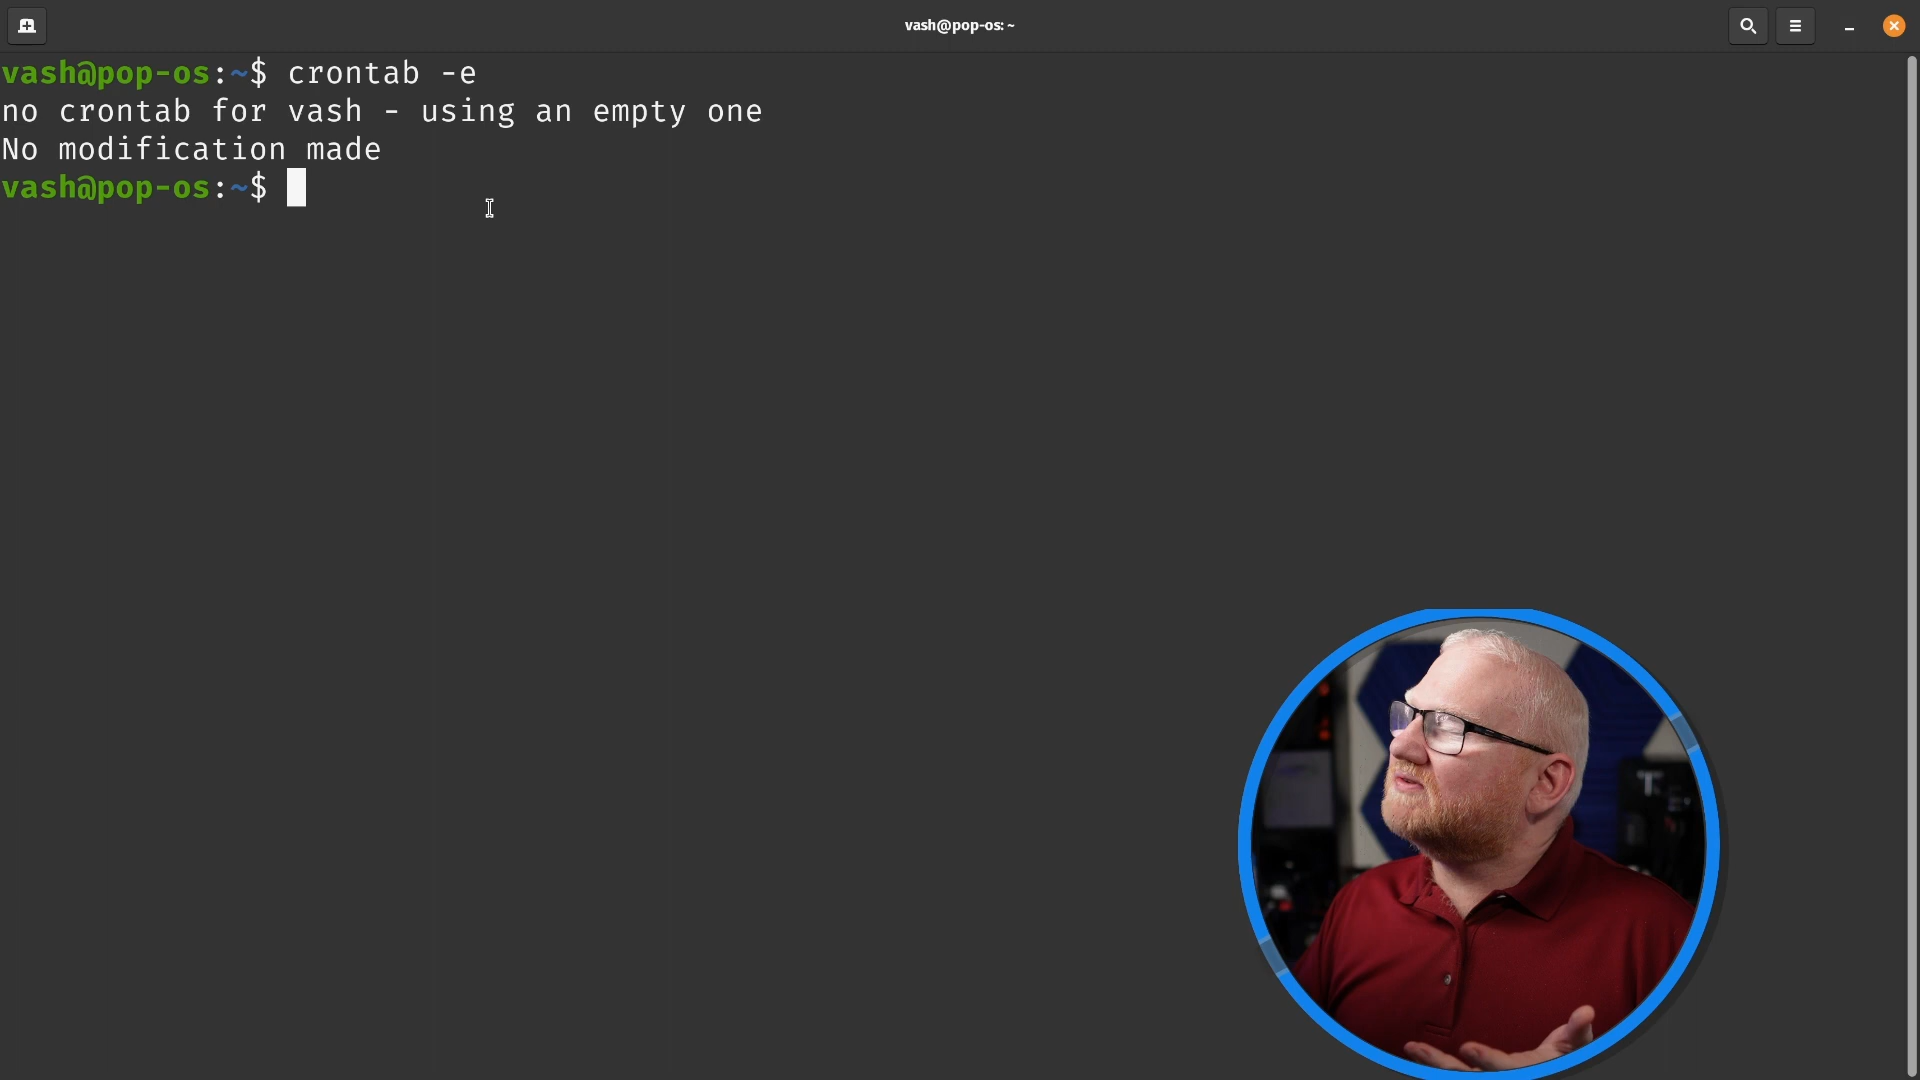 vash@pop-os: ~
vash@pop-os:~$ crontab -e
no crontab for vash - using an empty one
No modification made
vash@pop-os:~$